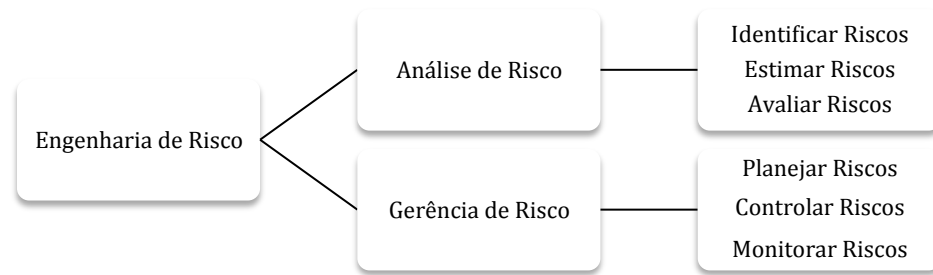 Engenharia de Risco
Análise de Risco
Identificar Riscos
Estimar Riscos
Avaliar Riscos
Gerência de Risco
Planejar Riscos
Controlar Riscos
Monitorar Riscos